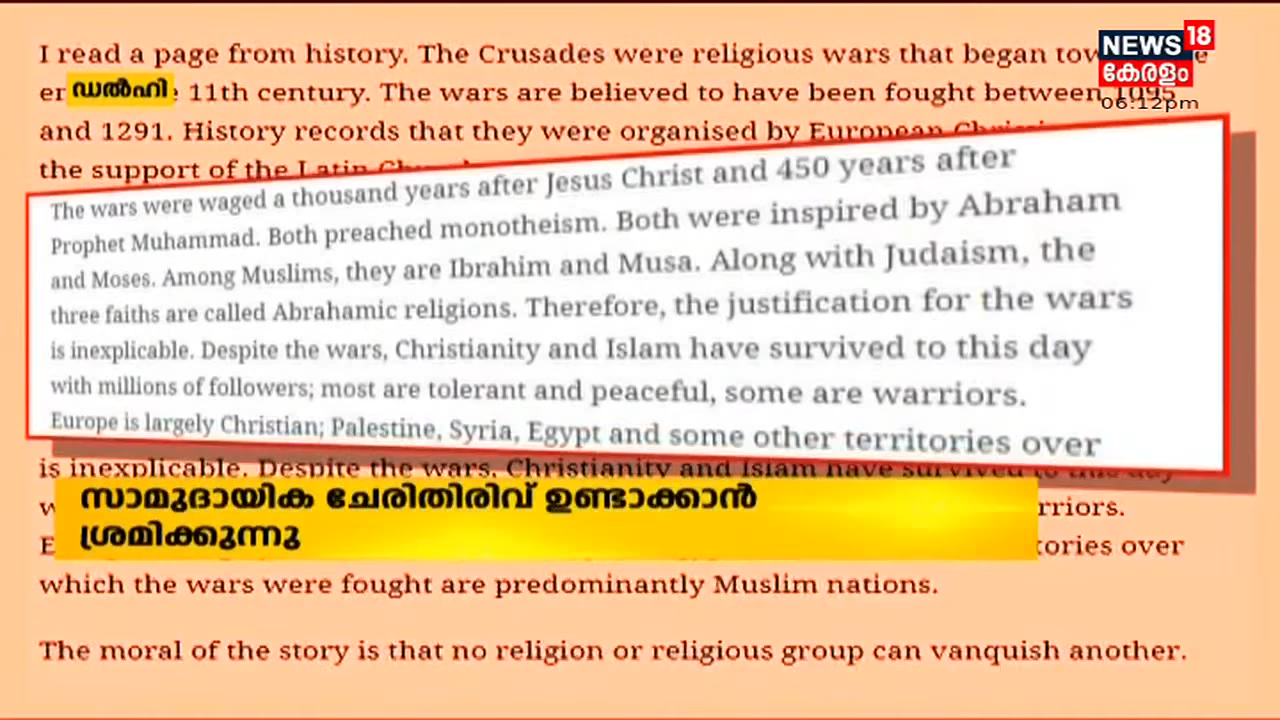 I read a page from history. The Crusades were religious wars that began
NEWS 18
കേരളം
06:12pm
ഡൽഹി
11th century. The wars are believed to have been fought between 1095
and 1291. History records that they were organised by European
the support of the Latin
The wars were waged a thousand years after Jesus Christ and 450 years after
Prophet Muhammad. Both preached monotheism. Both were inspired by Abraham
and Moses. Among Muslims, they are Ibrahim and Musa. Along with Judaism, the
three faiths are called Abrahamic religions. Therefore, the justification for the wars
is inexplicable. Despite the wars, Christianity and Islam have survived to this day
with millions of followers; most are tolerant and peaceful, some are warriors.
Europe is largely Christian; Palestine, Syria, Egypt and some other territories over
is inexplicable. Despite the wars, Christianity and Islam have survived to this day
സാമുദായിക ചേരിതിരിവ് ഉണ്ടാക്കാൻ
ശ്രമിക്കുന്നു
over
which the wars were fought are predominantly Muslim nations.
The moral of the story is that no religion or religious group can vanquish another.